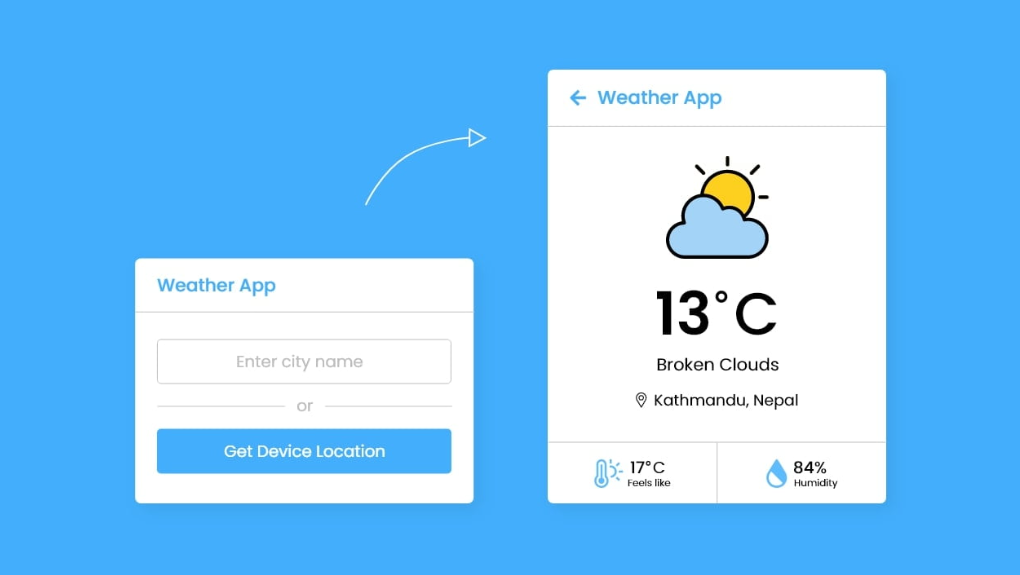 Weather App
Enter city name
or
Get Device Location
Weather App
13°C
Broken Clouds
Kathmandu, Nepal
17°C
Feels like
84%
Humidity